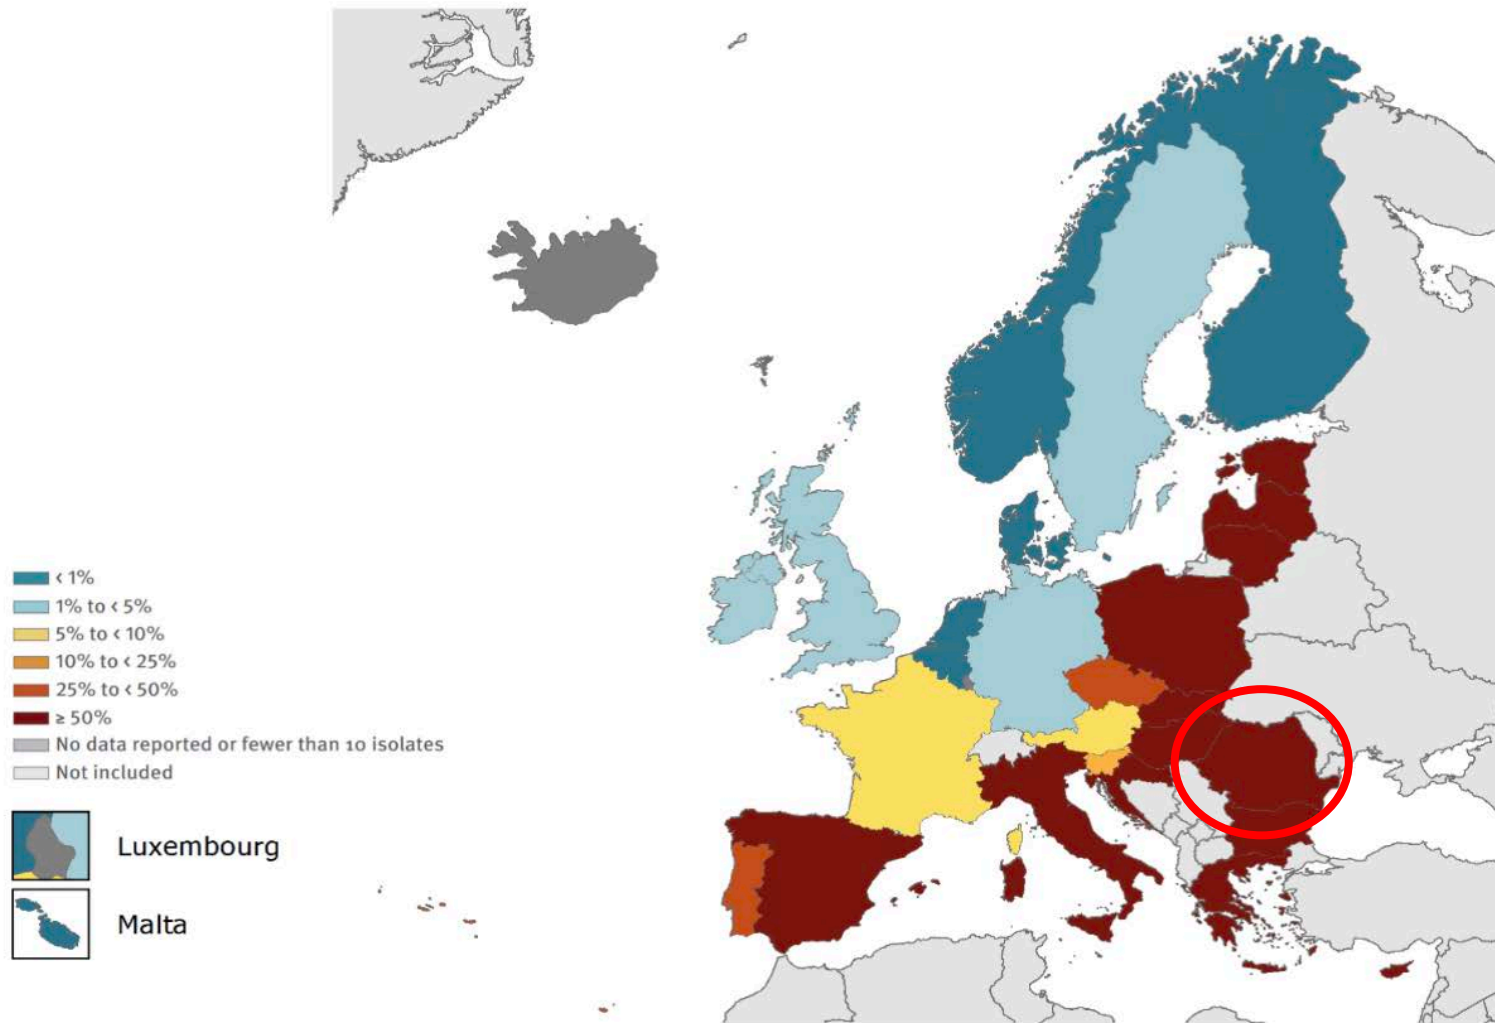 ‹ 1%
1% to ‹ 5%
5% to ‹ 10%
10% to ‹ 25%
25% to ‹ 50%
≥ 50%
No data reported or fewer than 10 isolates
Not included
Luxembourg
Malta